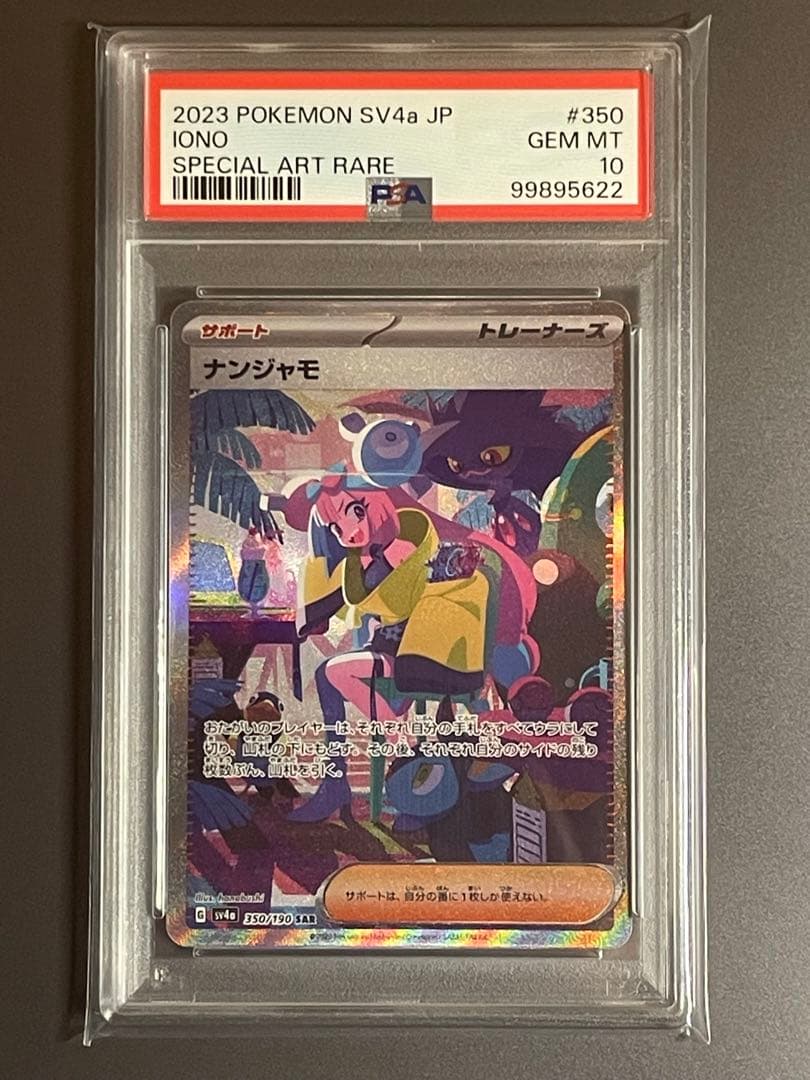 2023 POKEMON SV4a JP #350
IONO GEM MT
SPECIAL ART RARE 10
PSA 99895622
サポート トレーナーズ
ナンジャモ
おたがいのプレイヤーは、それぞれ自分の手札をすべてウラにして
切り、山札の下にもどす。その後、それぞれ自分のサイドの残り
枚数ぶん、山札を引く。
サポートは、自分の番に1枚しか使えない。
illus. hanabushi
G SV4a 350/190 SAR